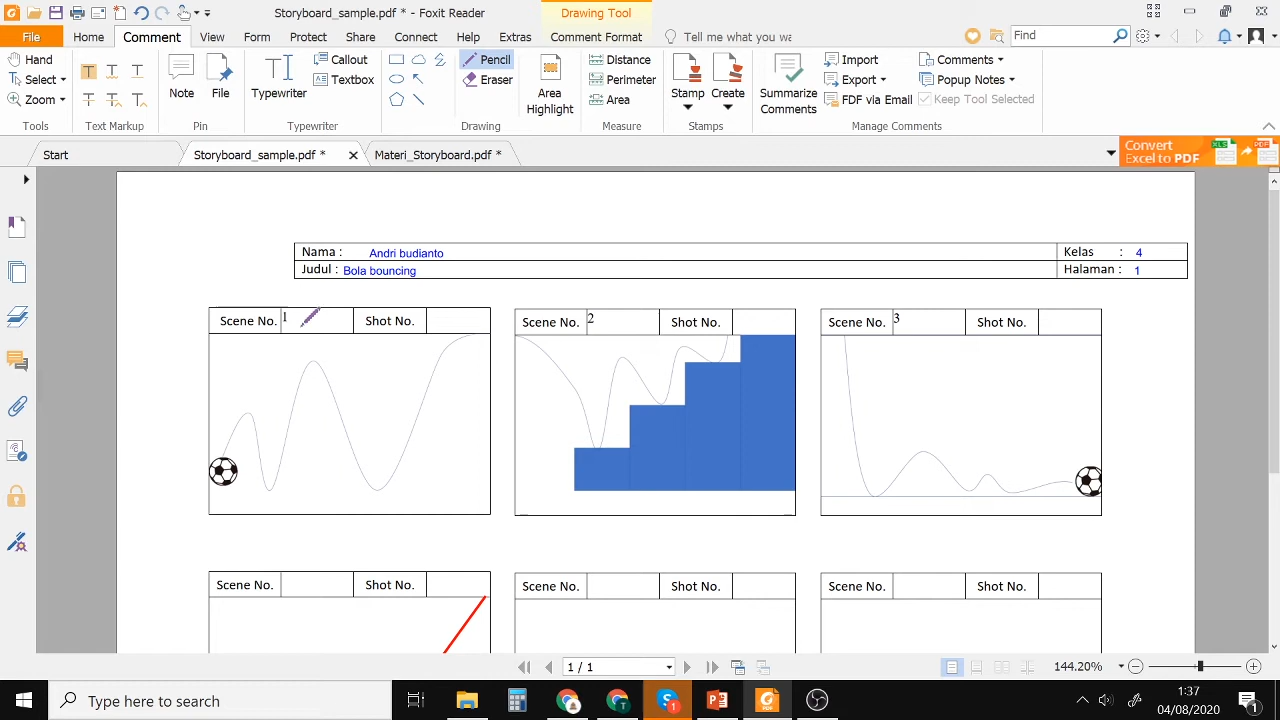 Storyboard_sample.pdf * - Foxit Reader
Drawing Tool
File Home Comment View Form Protect Share Connect Help Extras Comment Format Tell me what you wa Find
Hand Callout Pencil Distance Import Comments
Select Textbox Eraser Perimeter Export Popup Notes
Zoom Note File Typewriter Area Highlight Area Stamp Create Summarize Comments FDF via Email Keep Tool Selected
Tools Text Markup Pin Typewriter Drawing Measure Stamps Manage Comments
Start Storyboard_sample.pdf * Materi_Storyboard.pdf * Convert Excel to PDF XLS PDF
Nama : Andri budianto Kelas : 4
Judul : Bola bouncing Halaman : 1
Scene No. 1 Shot No. Scene No. 2 Shot No. Scene No. 3 Shot No.
Scene No. Shot No. Scene No. Shot No. Scene No. Shot No.
1 / 1 144.20%
Type here to search 1:37
04/08/2020